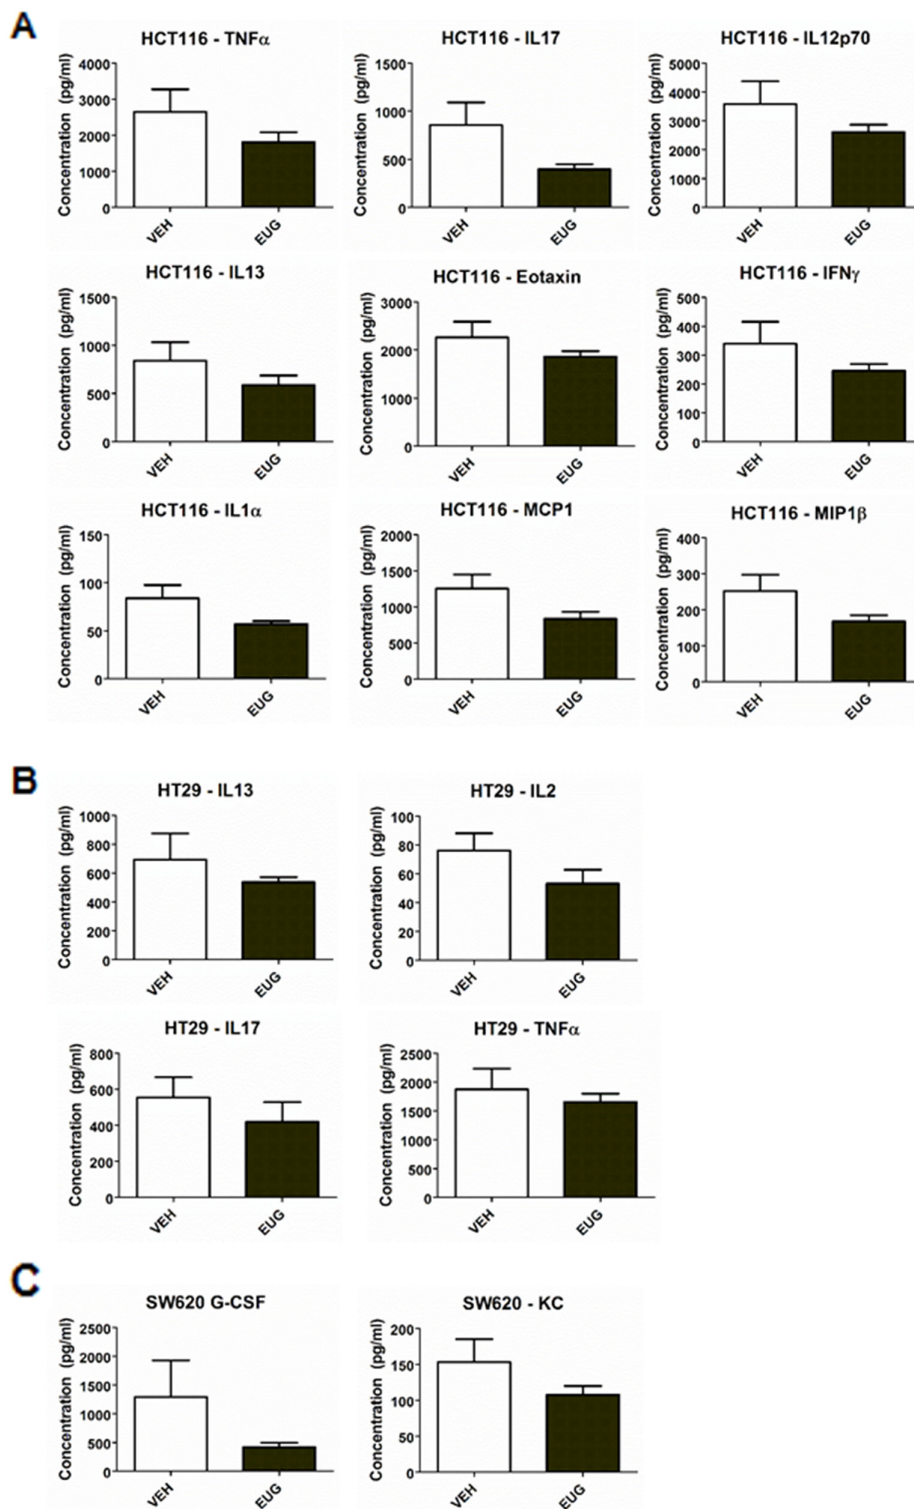 A
HCT116 - TNFα
Concentration (pg/ml)
4000
3000
2000
1000
0
VEH
EUG
HCT116 - IL17
Concentration (pg/ml)
1500
1000
500
0
VEH
EUG
HCT116 - IL12p70
Concentration (pg/ml)
5000
4000
3000
2000
1000
0
VEH
EUG
HCT116 - IL13
Concentration (pg/ml)
1500
1000
500
0
VEH
EUG
HCT116 - Eotaxin
Concentration (pg/ml)
3000
2000
1000
0
VEH
EUG
HCT116 - IFNγ
Concentration (pg/ml)
500
400
300
200
100
0
VEH
EUG
HCT116 - IL1α
Concentration (pg/ml)
150
100
50
0
VEH
EUG
HCT116 - MCP1
Concentration (pg/ml)
2000
1500
1000
500
0
VEH
EUG
HCT116 - MIP1β
Concentration (pg/ml)
400
300
200
100
0
VEH
EUG
B
HT29 - IL13
Concentration (pg/ml)
1000
800
600
400
200
0
VEH
EUG
HT29 - IL2
Concentration (pg/ml)
100
80
60
40
20
0
VEH
EUG
HT29 - IL17
Concentration (pg/ml)
800
600
400
200
0
VEH
EUG
HT29 - TNFα
Concentration (pg/ml)
2500
2000
1500
1000
500
0
VEH
EUG
C
SW620 G-CSF
Concentration (pg/ml)
2500
2000
1500
1000
500
0
VEH
EUG
SW620 - KC
Concentration (pg/ml)
200
150
100
50
0
VEH
EUG